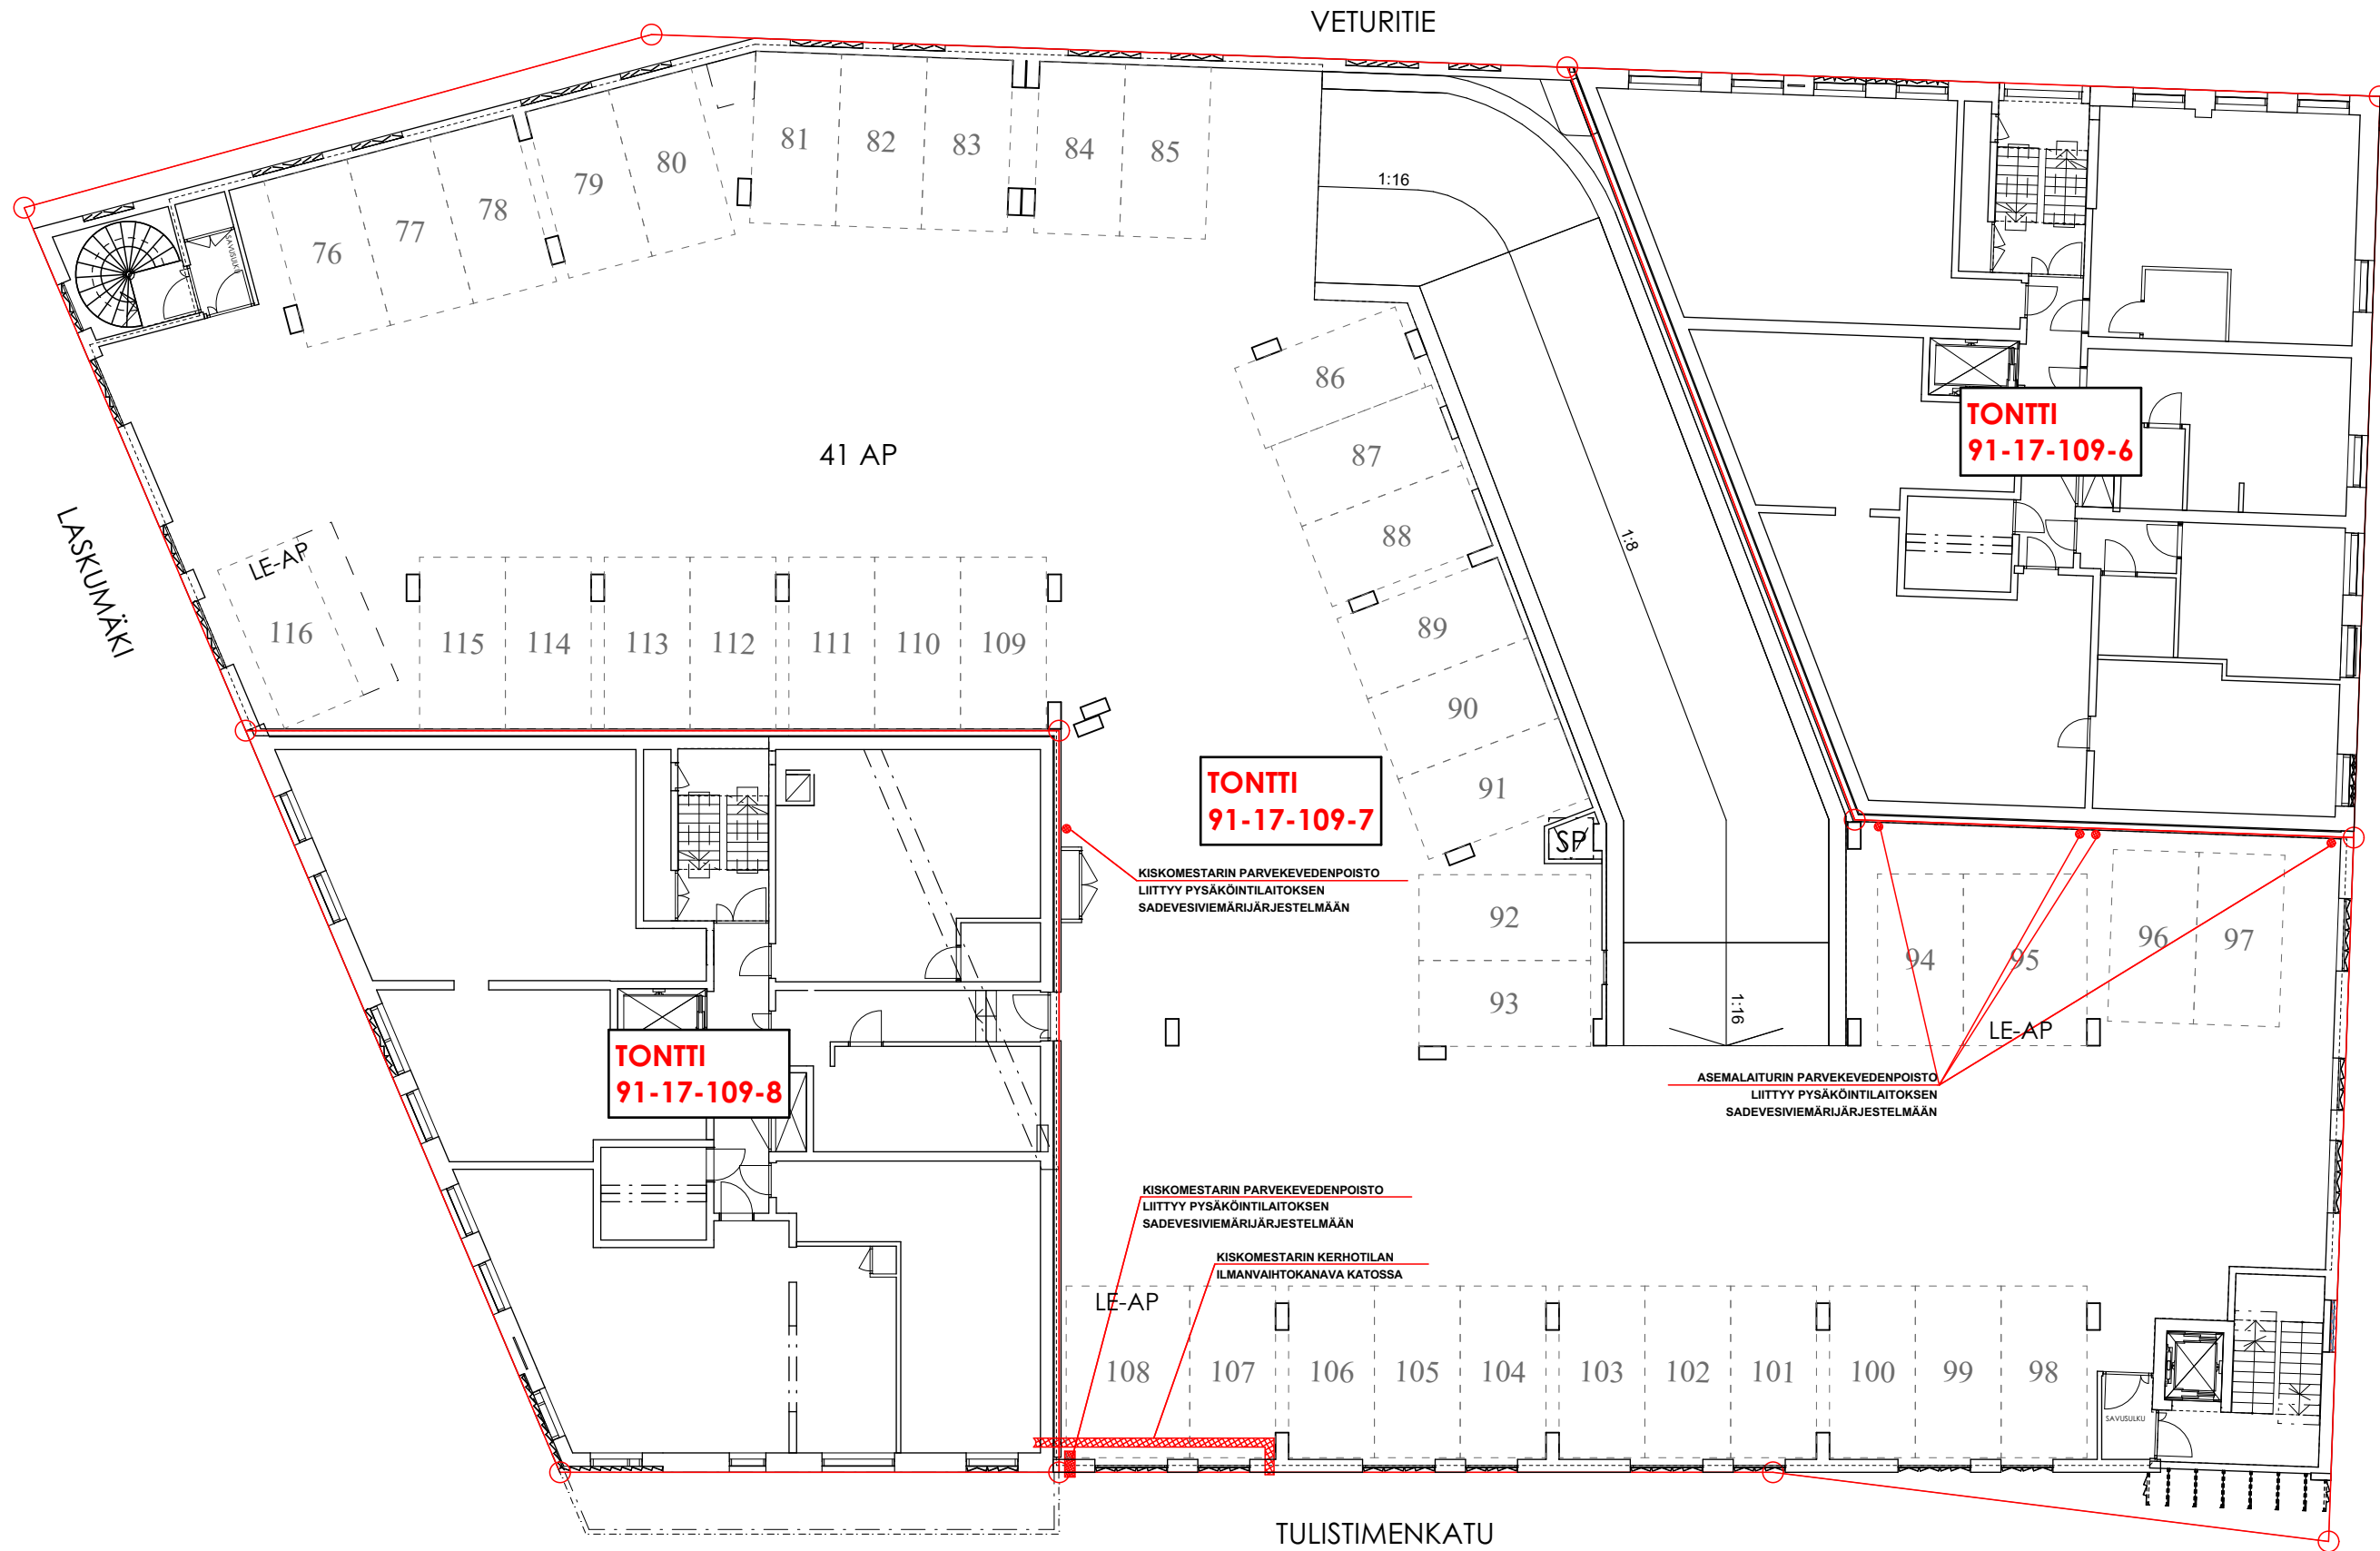 VETURITIE
81
82
83
84
85
80
79
78
77
76
1:16
SAVUSULKU
86
87
88
41 AP
TONTTI
91-17-109-6
LASKUMÄKI
LE-AP
116
115
114
113
112
111
110
109
1:8
89
90
91
TONTTI
91-17-109-7
SP
KISKOMESTARIN PARVEKEVEDENPOISTO
LIITTYY PYSÄKÖINTILAITOKSEN
SADEVESIVIEMÄRIJÄRJESTELMÄÄN
92
93
1:16
94
95
96
97
LE-AP
TONTTI
91-17-109-8
ASEMALAITURIN PARVEKEVEDENPOISTO
LIITTYY PYSÄKÖINTILAITOKSEN
SADEVESIVIEMÄRIJÄRJESTELMÄÄN
KISKOMESTARIN PARVEKEVEDENPOISTO
LIITTYY PYSÄKÖINTILAITOKSEN
SADEVESIVIEMÄRIJÄRJESTELMÄÄN
KISKOMESTARIN KERHOTILAN
ILMANVAIHTOKANAVA KATOSSA
LE-AP
108
107
106
105
104
103
102
101
100
99
98
SAVUSULKU
TULISTIMENKATU